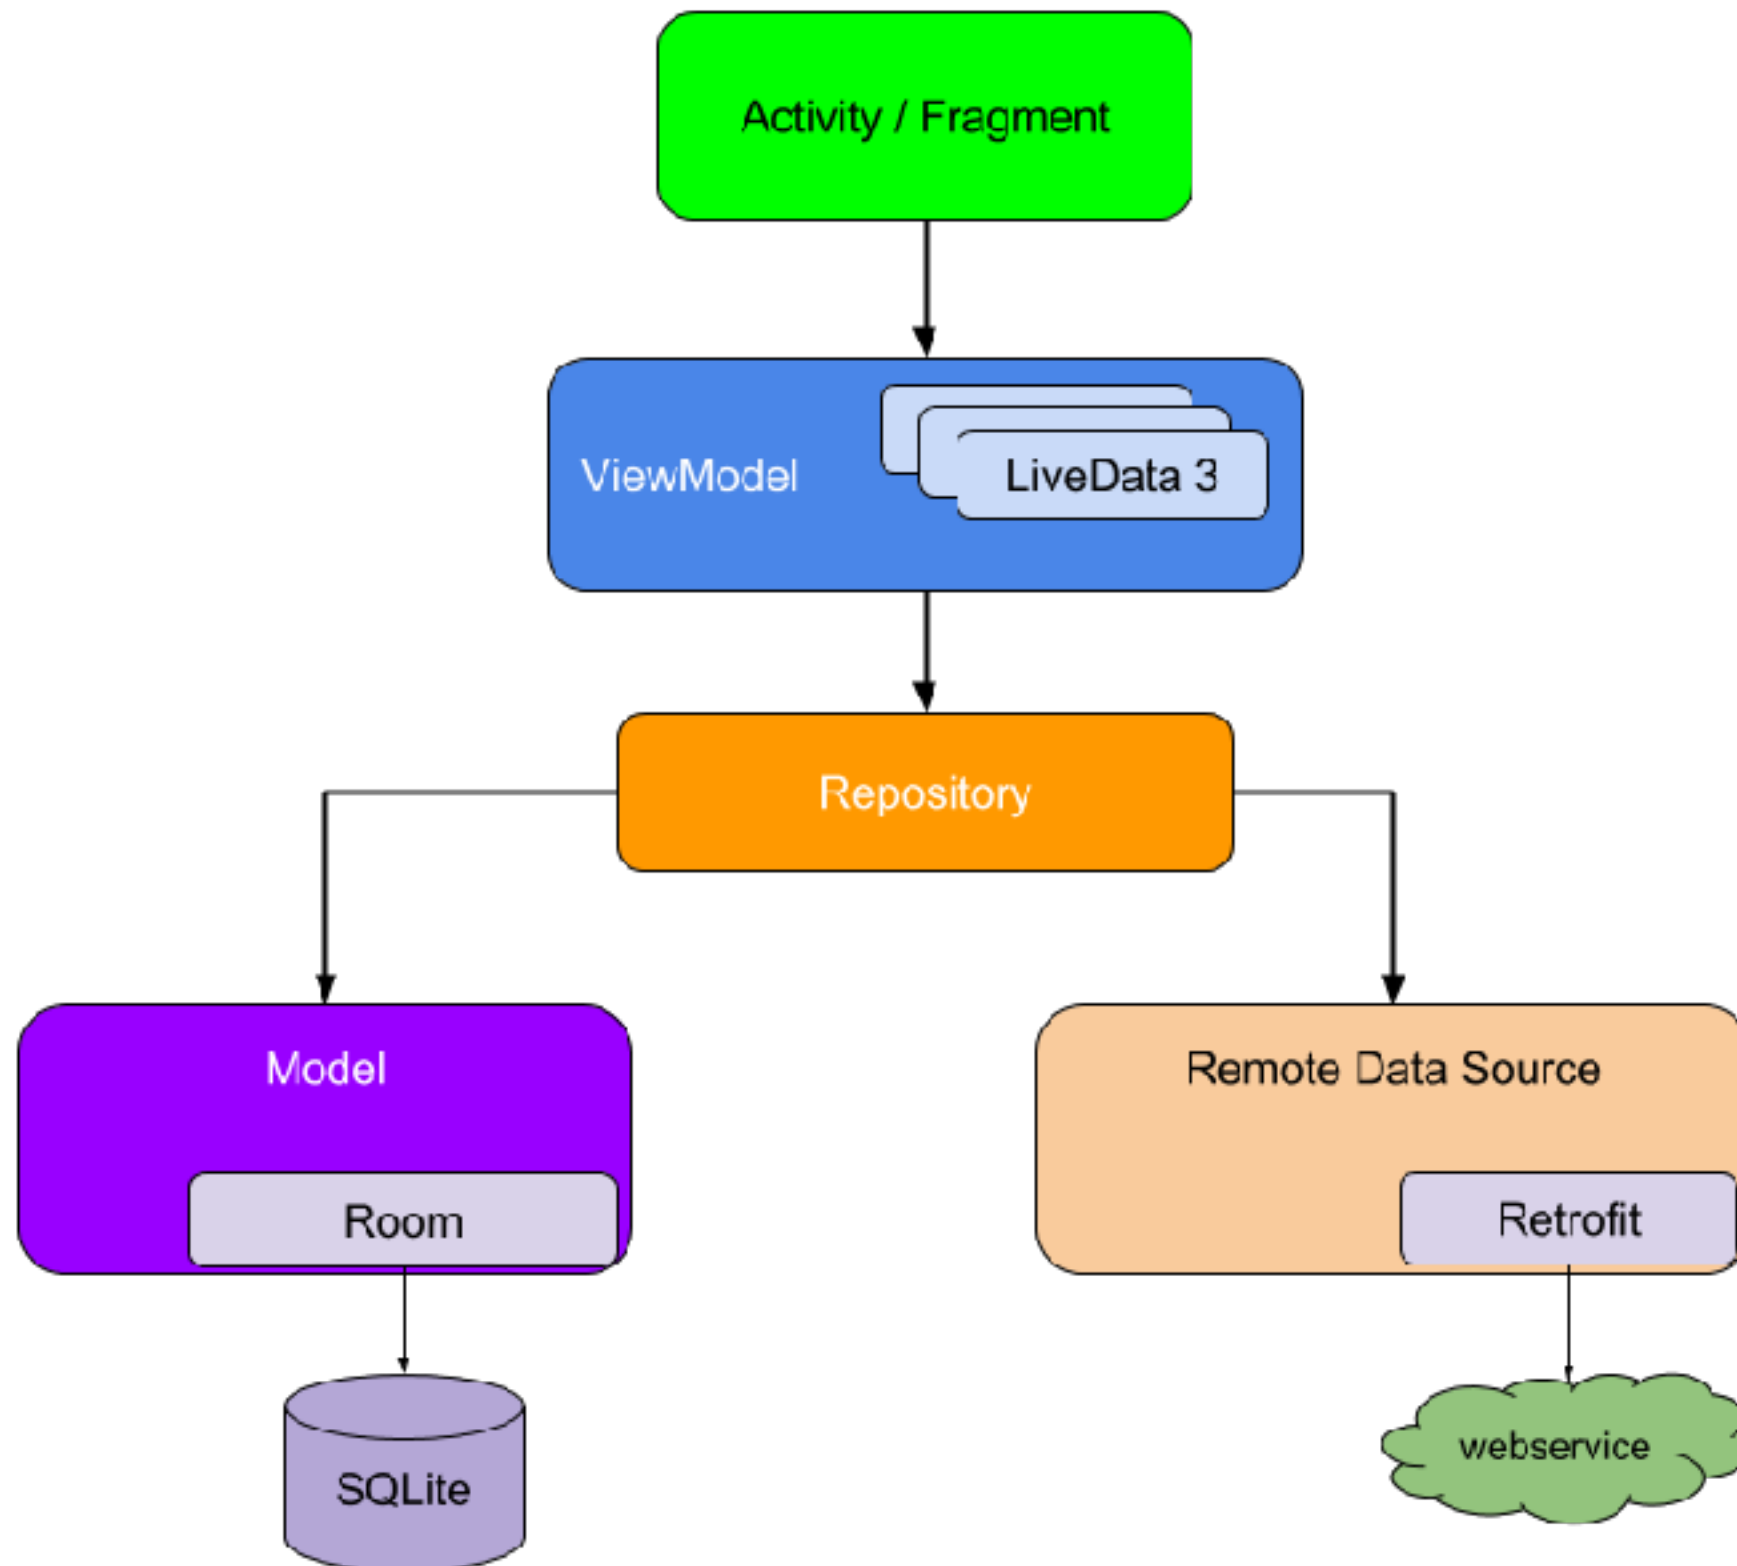 Activity / Fragment
ViewModel
LiveData 3
Repository
Model
Remote Data Source
Room
Retrofit
SQLite
webservice